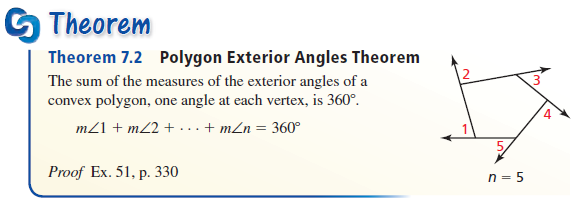 Theorem
Theorem 7.2 Polygon Exterior Angles Theorem
The sum of the measures of the exterior angles of a
convex polygon, one angle at each vertex, is 360°.
m∠1 + m∠2 + · · · + m∠n = 360°
Proof Ex. 51, p. 330
2
3
4
1
5
n = 5